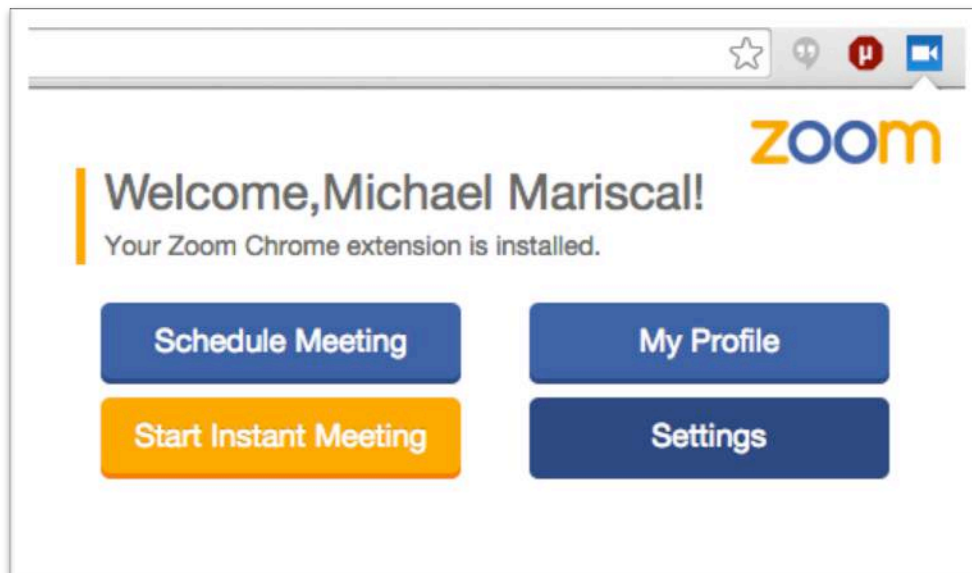 zoom
Welcome,Michael Mariscal!
Your Zoom Chrome extension is installed.
Schedule Meeting
My Profile
Start Instant Meeting
Settings